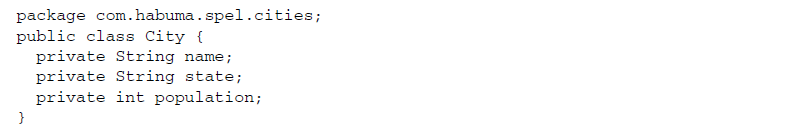 package com.habuma.spel.cities;
public class City {
  private String name;
  private String state;
  private int population;
}